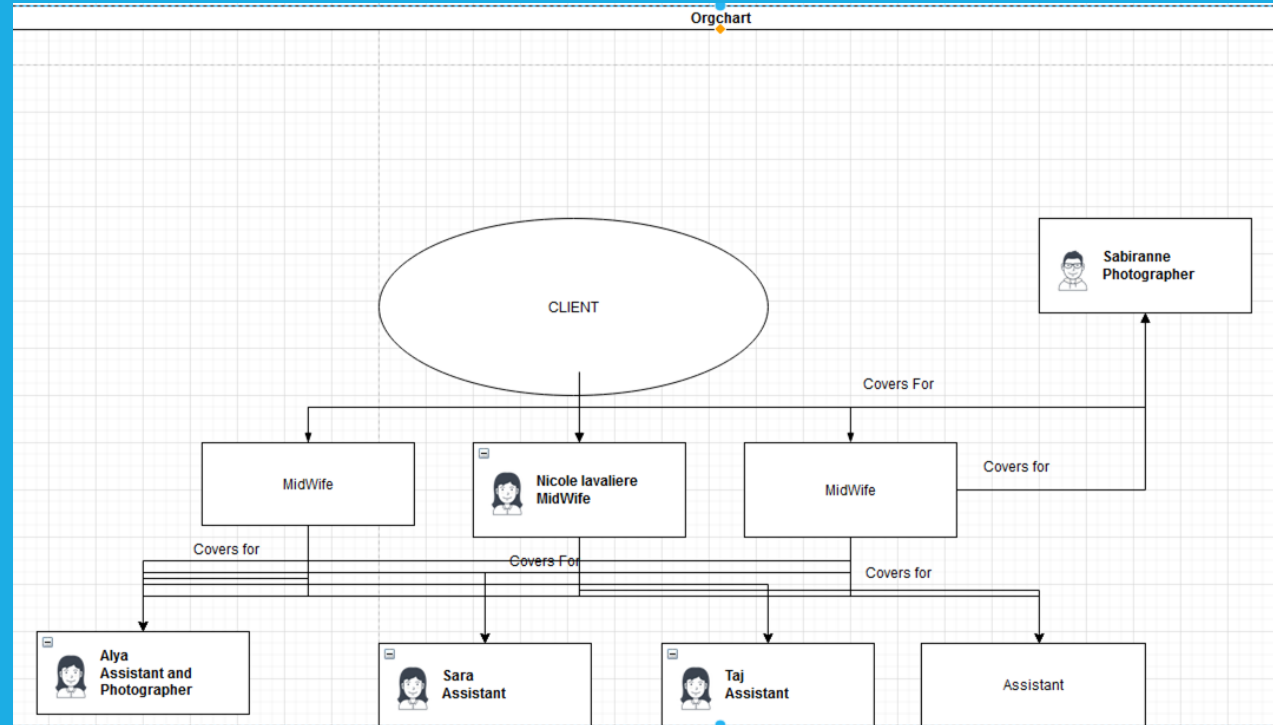 Orgchart
Sabiranne
Photographer
CLIENT
Covers For
MidWife
Nicole lavaliere
MidWife
MidWife
Covers for
Covers for
Covers For
Covers for
Alya
Assistant and
Photographer
Sara
Assistant
Taj
Assistant
Assistant